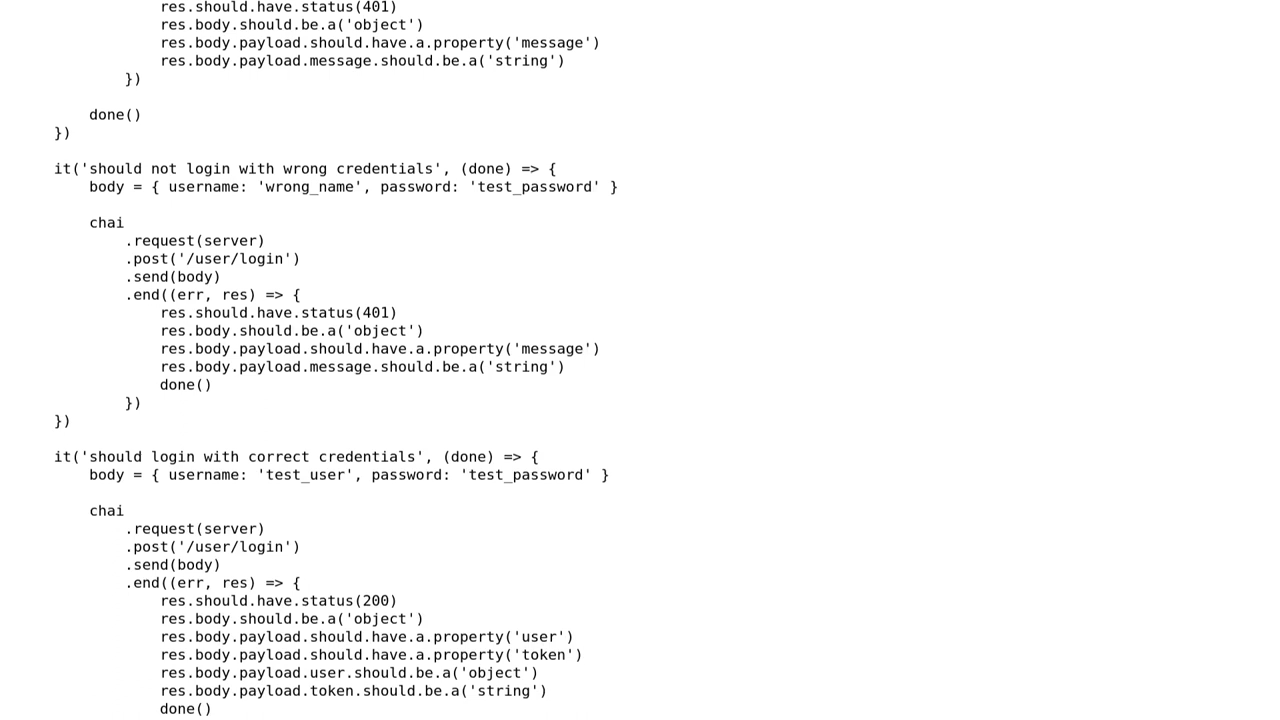 res.should.have.status(401)
res.body.should.be.a('object')
res.body.payload.should.have.a.property('message')
res.body.payload.message.should.be.a('string')
})
done()
})
it('should not login with wrong credentials', (done) => {
body = { username: 'wrong_name', password: 'test_password' }
chai
.request(server)
.post('/user/login')
.send(body)
.end((err, res) => {
res.should.have.status(401)
res.body.should.be.a('object')
res.body.payload.should.have.a.property('message')
res.body.payload.message.should.be.a('string')
done()
})
})
it('should login with correct credentials', (done) => {
body = { username: 'test_user', password: 'test_password' }
chai
.request(server)
.post('/user/login')
.send(body)
.end((err, res) => {
res.should.have.status(200)
res.body.should.be.a('object')
res.body.payload.should.have.a.property('user')
res.body.payload.should.have.a.property('token')
res.body.payload.user.should.be.a('object')
res.body.payload.token.should.be.a('string')
done()